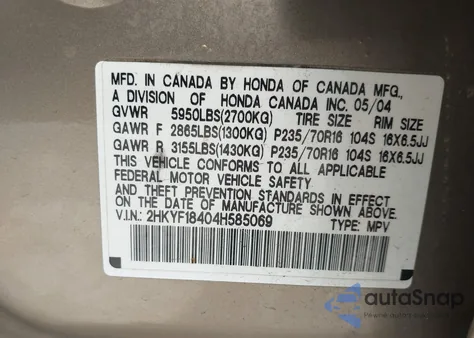 MFD. IN CANADA BY HONDA OF CANADA MFG.,
A DIVISION OF HONDA CANADA INC. 05/04
GVWR 5950LBS(2700KG) TIRE SIZE RIM SIZE
GAWR F 2865LBS(1300KG) P235/70R16 104S 16X6.5JJ
GAWR R 3155LBS(1430KG) P235/70R16 104S 16X6.5JJ
THIS VEHICLE CONFORMS TO ALL APPLICABLE
FEDERAL MOTOR VEHICLE SAFETY
AND THEFT PREVENTION STANDARDS IN EFFECT
ON THE DATE OF MANUFACTURE SHOWN ABOVE.
V.I.N.: 2HKYF18404H585069 TYPE: MPV
autaSnap